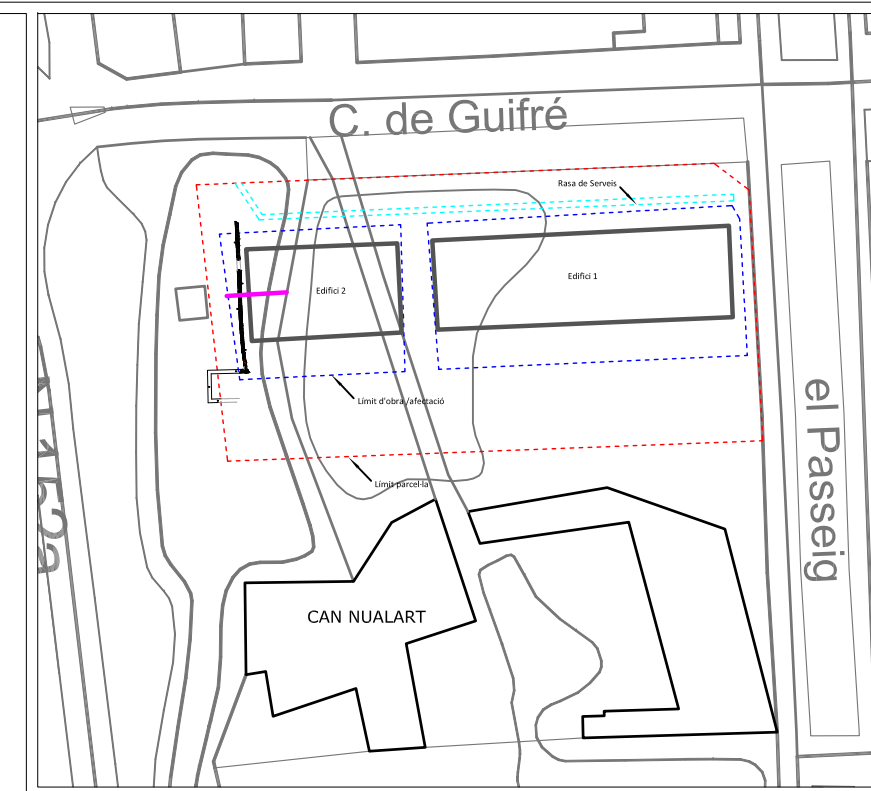 C. de Guifré
Rasa de Serveis
Edifici 1
Edifici 2
Límit d'obra /afectació
el Passeig
Límit parcel·la
N-152a
CAN NUALART